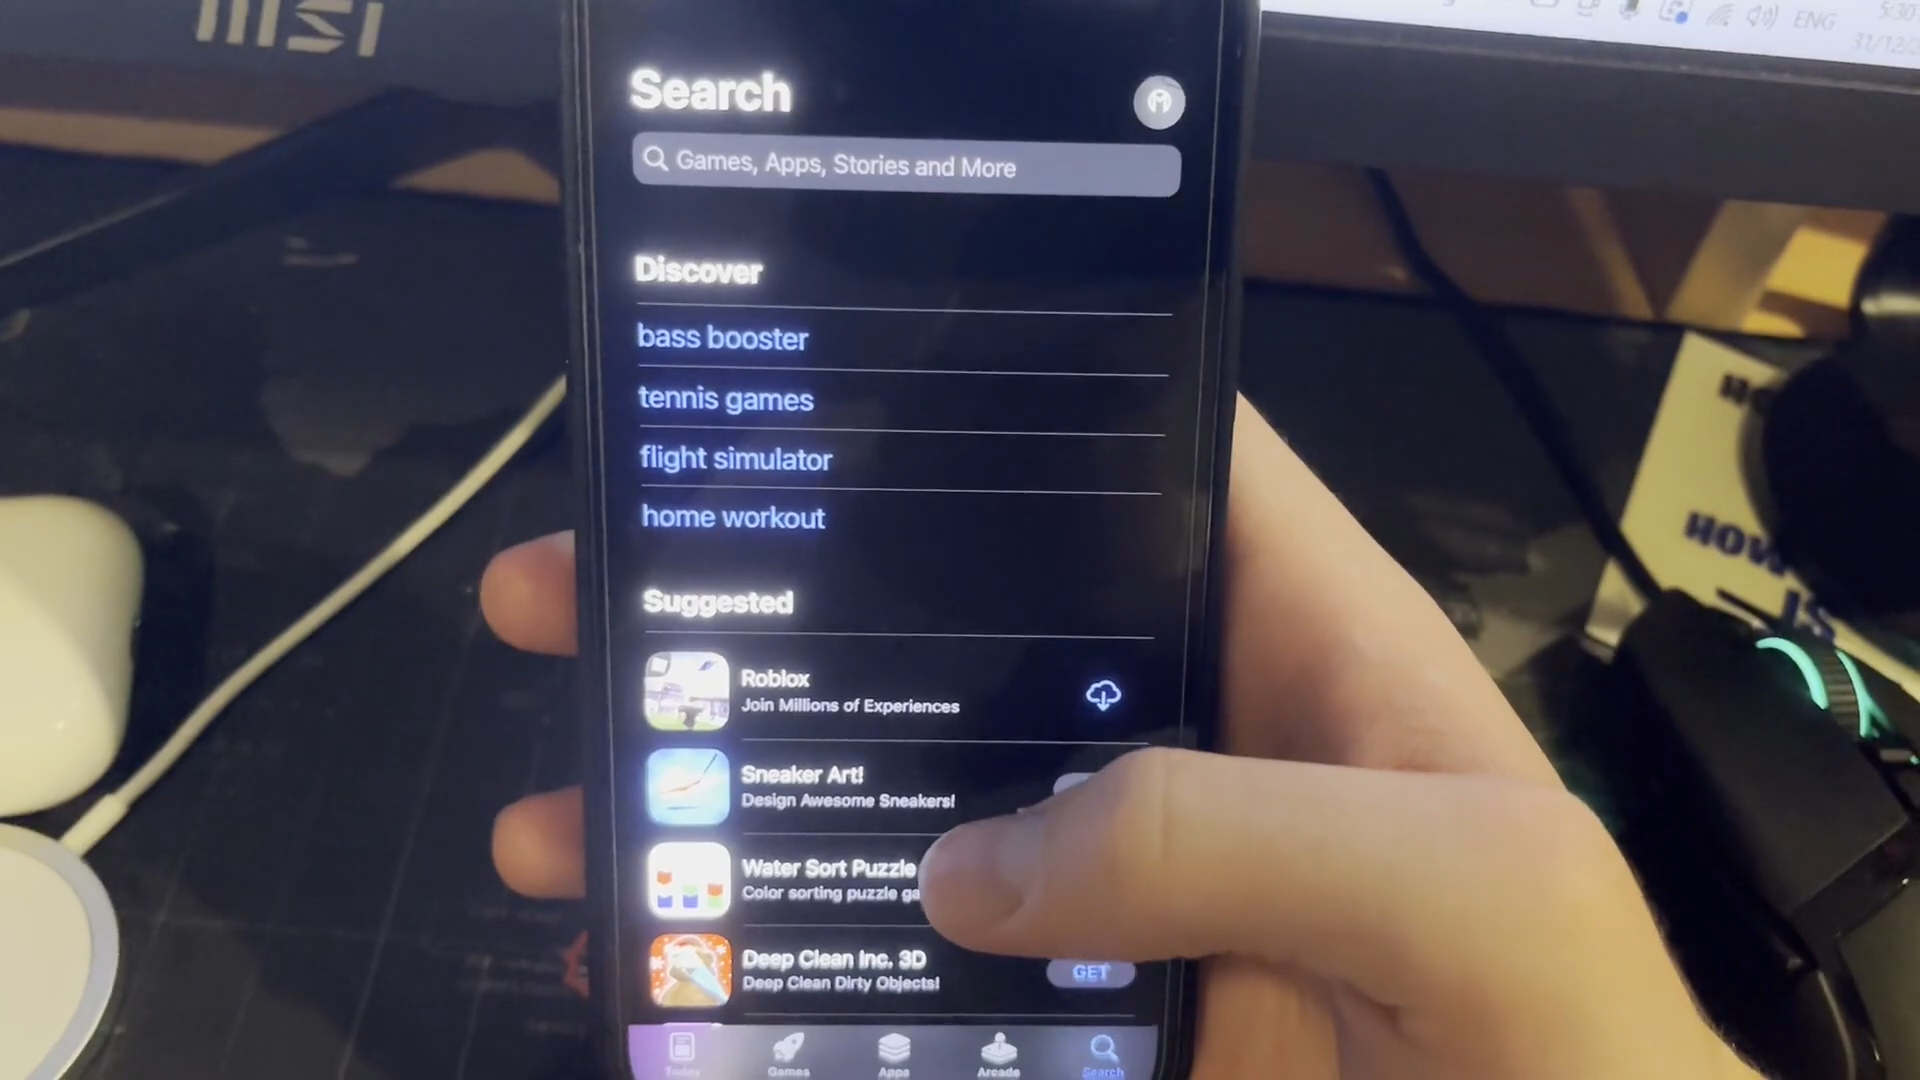 msi
ENG
Search
Games, Apps, Stories and More
Discover
bass booster
tennis games
flight simulator
home workout
Suggested
Roblox
Join Millions of Experiences
Sneaker Art!
Design Awesome Sneakers!
Water Sort Puzzle
Color sorting puzzle
Deep Clean Inc. 3D
Deep Clean Dirty Objects!
GET
Today
Games
Apps
Arcade
Search